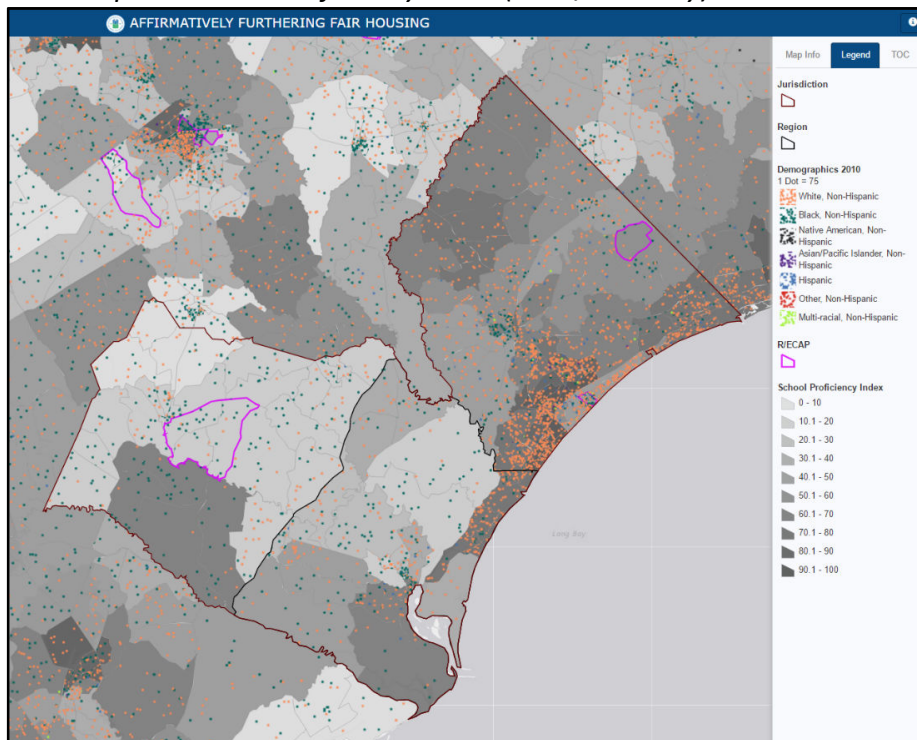 AFFIRMATIVELY FURTHERING FAIR HOUSING
Map Info Legend TOC
Jurisdiction
Region
Demographics 2010
1 Dot = 75
White, Non-Hispanic
Black, Non-Hispanic
Native American, Non-
Hispanic
Asian/Pacific Islander, Non-
Hispanic
Hispanic
Other, Non-Hispanic
Multi-racial, Non-Hispanic
R/ECAP
School Proficiency Index
0 - 10
10.1 - 20
20.1 - 30
30.1 - 40
40.1 - 50
50.1 - 60
60.1 - 70
70.1 - 80
80.1 - 90
90.1 - 100
Long Bay